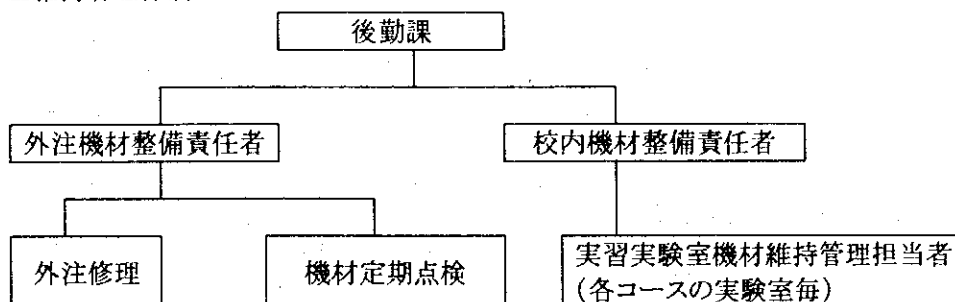 後勤課
外注機材整備責任者
校内機材整備責任者
外注修理
機材定期点検
実習実験室機材維持管理担当者
(各コースの実験室毎)